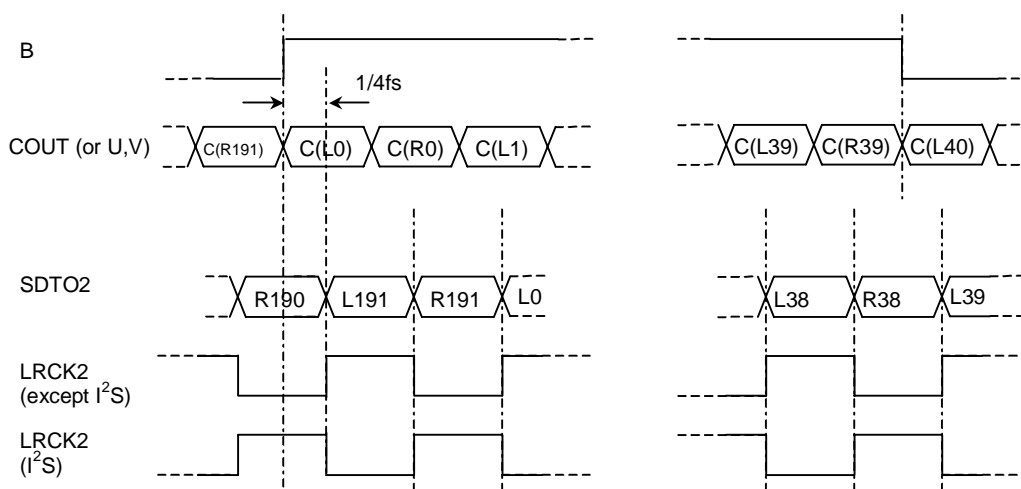 B
1/4fs
COUT (or U,V)
C(R191)
C(L0)
C(R0)
C(L1)
C(L39)
C(R39)
C(L40)
SDTO2
R190
L191
R191
L0
L38
R38
L39
LRCK2
(except I²S)
LRCK2
(I²S)